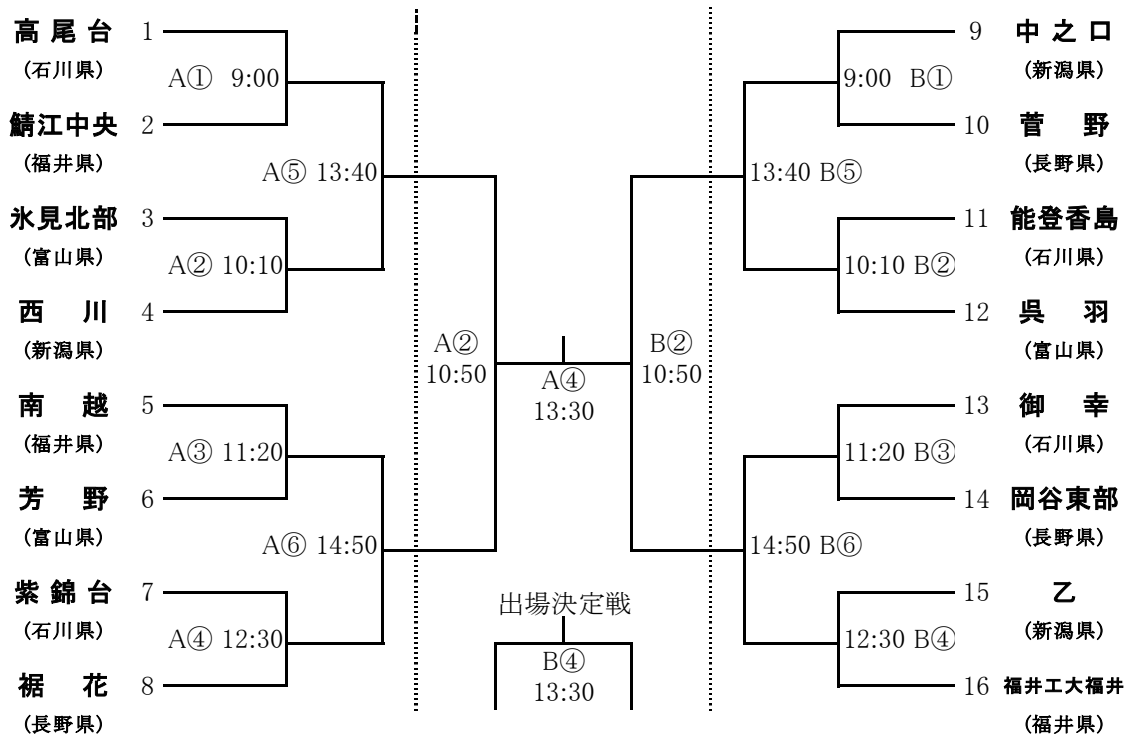 高尾台 1
(石川県)
A① 9:00
鯖江中央 2
(福井県)
A⑤ 13:40
氷見北部 3
(富山県)
A② 10:10
西川 4
(新潟県)
南越 5
(福井県)
A③ 11:20
芳野 6
(富山県)
A⑥ 14:50
紫錦台 7
(石川県)
A④ 12:30
裾花 8
(長野県)
A②
10:50
A④
13:30
B②
10:50
出場決定戦
B④
13:30
9 中之口
(新潟県)
9:00 B①
10 菅野
(長野県)
13:40 B⑤
11 能登香島
(石川県)
10:10 B②
12 呉羽
(富山県)
13 御幸
(石川県)
11:20 B③
14 岡谷東部
(長野県)
14:50 B⑥
15 乙
(新潟県)
12:30 B④
16 福井工大福井
(福井県)